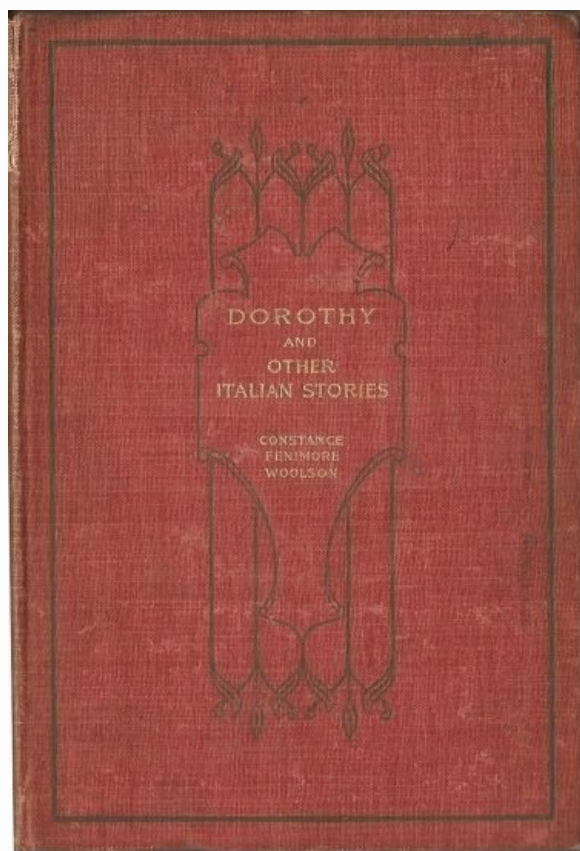 DOROTHY
AND
OTHER
ITALIAN STORIES
CONSTANCE
FENIMORE
WOOLSON